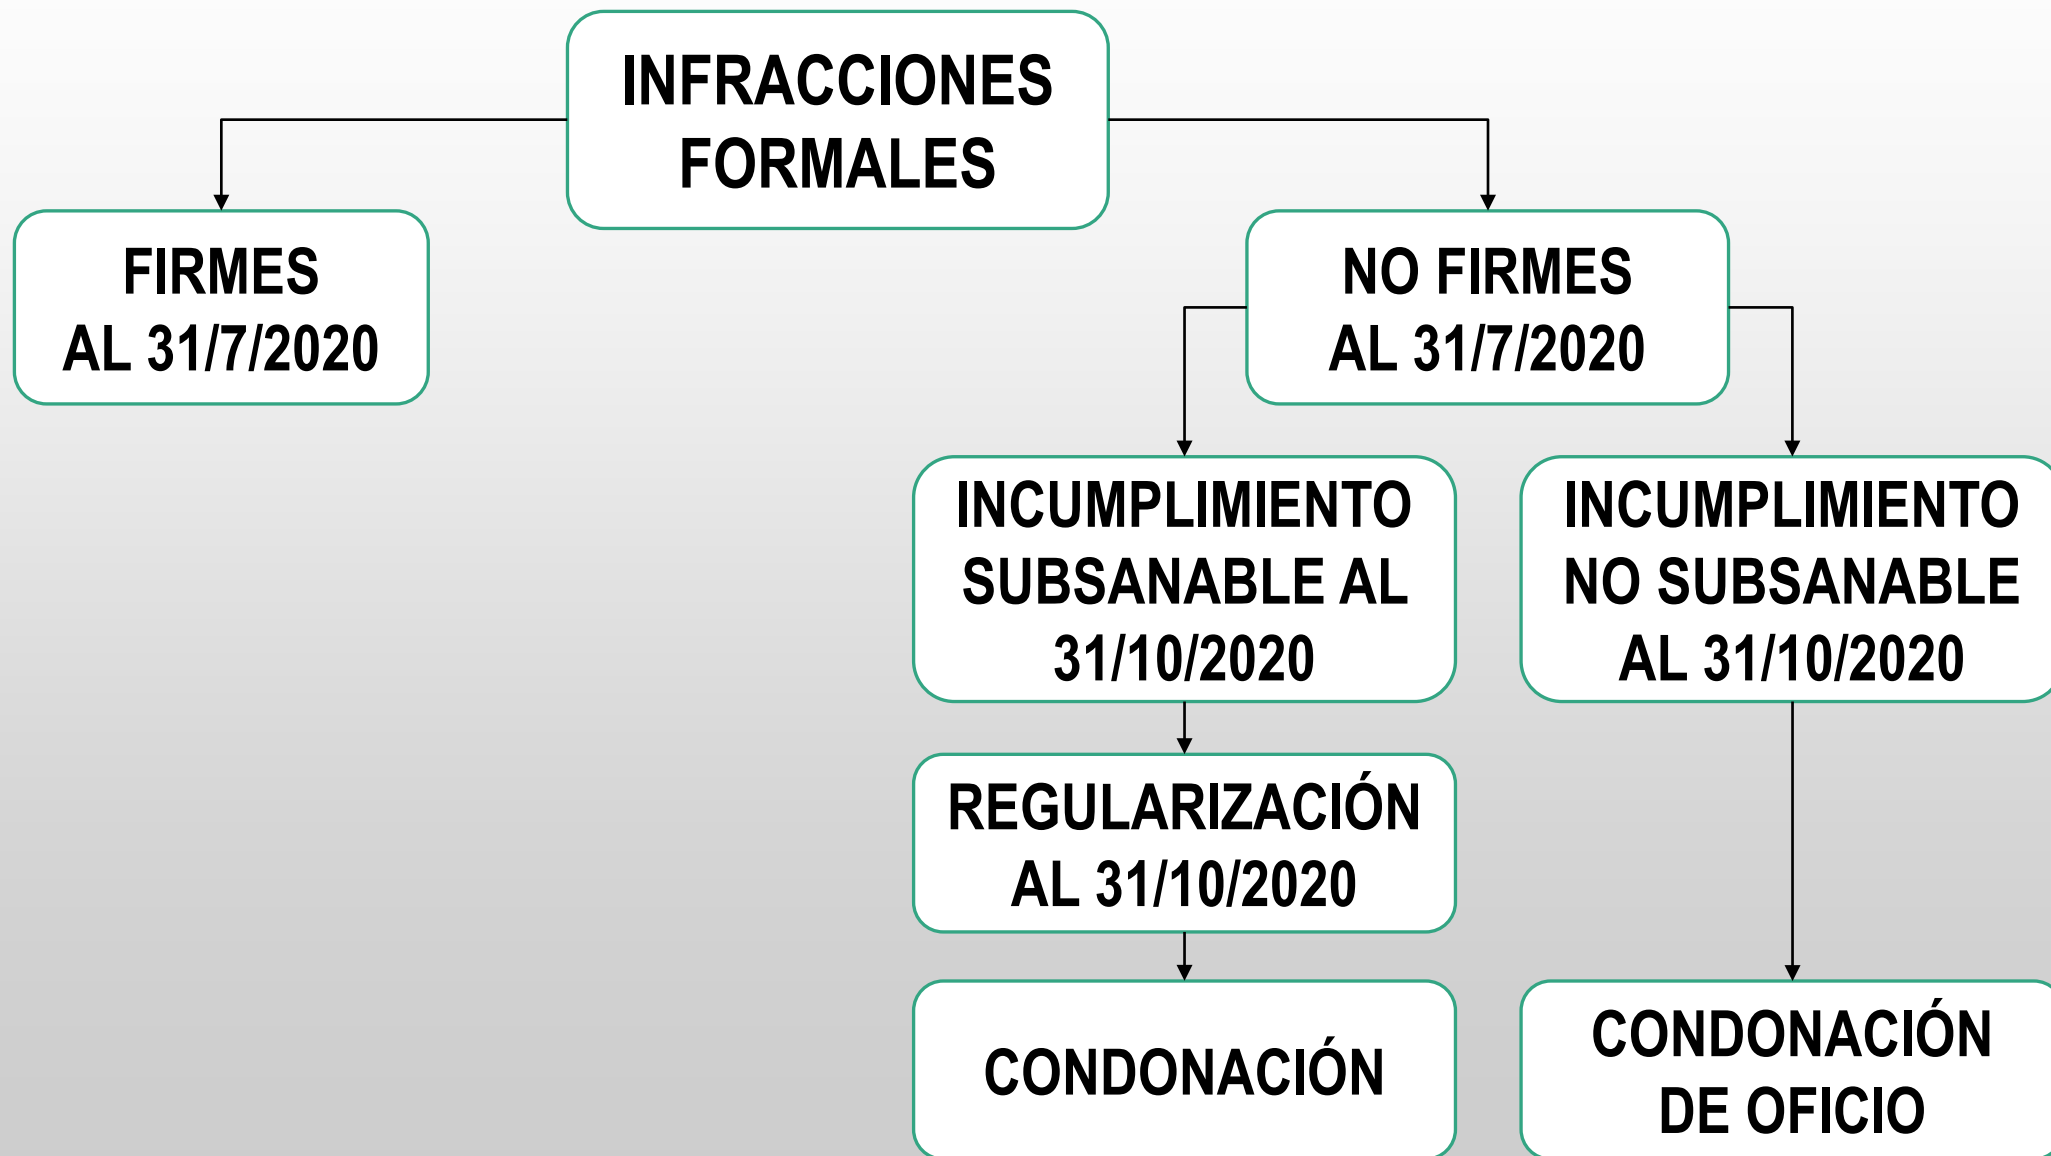 INFRACCIONES
FORMALES
FIRMES
AL 31/7/2020
NO FIRMES
AL 31/7/2020
INCUMPLIMIENTO
SUBSANABLE AL
31/10/2020
INCUMPLIMIENTO
NO SUBSANABLE
AL 31/10/2020
REGULARIZACIÓN
AL 31/10/2020
CONDONACIÓN
CONDONACIÓN
DE OFICIO